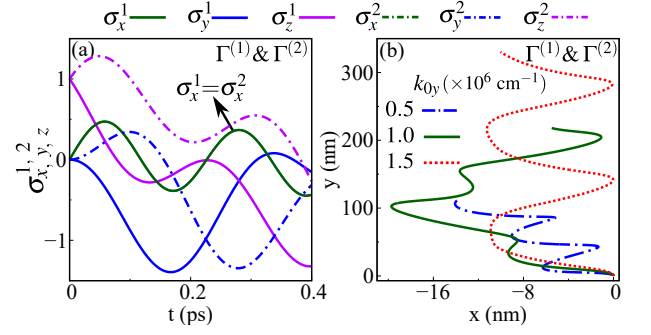 σ_x^1 σ_y^1 σ_z^1 σ_x^2 σ_y^2 σ_z^2
(a) Γ^(1) & Γ^(2)
σ_x^1=σ_x^2
σ_{x, y, z}^{1, 2}
1
0
−1
0 0.2 0.4
t (ps)
(b) Γ^(1) & Γ^(2)
k_{0y} (×10^6 cm^−1)
0.5
1.0
1.5
y (nm)
300
200
100
0
−16 −8 0
x (nm)